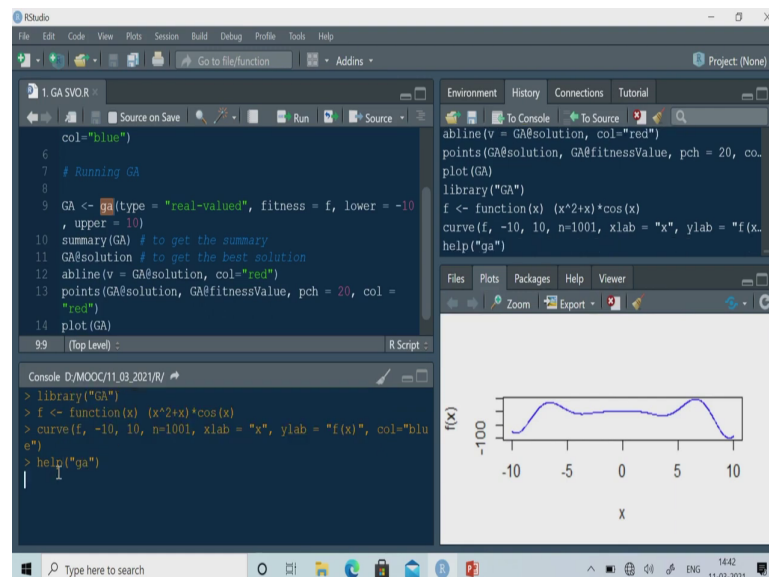 RStudio
File Edit Code View Plots Session Build Debug Profile Tools Help
Go to file/function
Addins
Project: (None)
1. GA SVO.R
Source on Save
Run
Source
col="blue")
6
7 # Running GA
8
9 GA <- ga(type = "real-valued", fitness = f, lower = -10
, upper = 10)
10 summary(GA) # to get the summary
11 GA@solution # to get the best solution
12 abline(v = GA@solution, col="red")
13 points(GA@solution, GA@fitnessValue, pch = 20, col =
"red")
14 plot(GA)
9:9 (Top Level) R Script
Console D:/MOOC/11_03_2021/R/
> library("GA")
> f <- function(x) (x^2+x)*cos(x)
> curve(f, -10, 10, n=1001, xlab = "x", ylab = "f(x)", col="blu
e")
> help("ga")
Environment History Connections Tutorial
To Console To Source
abline(v = GA@solution, col="red")
points(GA@solution, GA@fitnessValue, pch = 20, co…
plot(GA)
library("GA")
f <- function(x) (x^2+x)*cos(x)
curve(f, -10, 10, n=1001, xlab = "x", ylab = "f(x…
help("ga")
Files Plots Packages Help Viewer
Zoom Export
f(x)
-100
-10 -5 0 5 10
x
Type here to search
ENG
14:42
11-03-2021